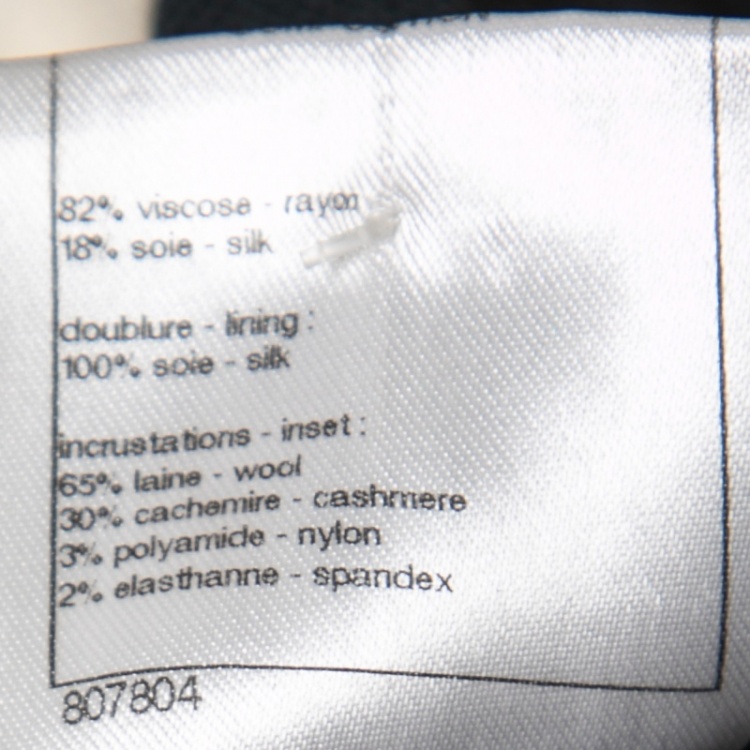 82% viscose - rayon
18% soie - silk
doublure - lining :
100% soie - silk
incrustations - inset :
65% laine - wool
30% cachemire - cashmere
3% polyamide - nylon
2% elasthanne - spandex
807804